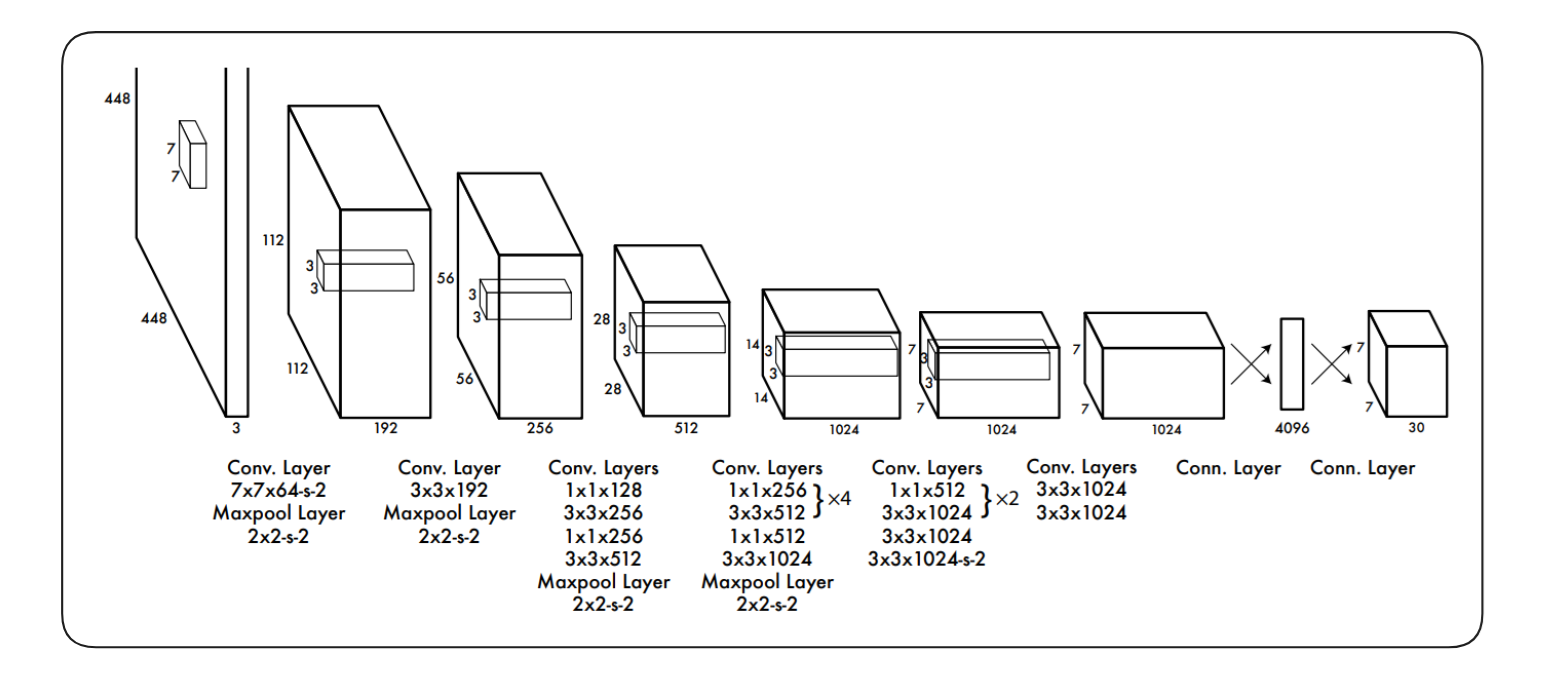 448
7
7
448
3
112
3
3
112
192
56
3
3
56
256
28
3
3
28
512
14
3
3
14
1024
7
3
3
7
1024
7
7
1024
4096
7
7
30
Conv. Layer
7x7x64-s-2
Maxpool Layer
2x2-s-2
Conv. Layer
3x3x192
Maxpool Layer
2x2-s-2
Conv. Layers
1x1x128
3x3x256
1x1x256
3x3x512
Maxpool Layer
2x2-s-2
Conv. Layers
1x1x256
3x3x512
} ×4
1x1x512
3x3x1024
Maxpool Layer
2x2-s-2
Conv. Layers
1x1x512
3x3x1024
} ×2
3x3x1024
3x3x1024-s-2
Conv. Layers
3x3x1024
3x3x1024
Conn. Layer
Conn. Layer